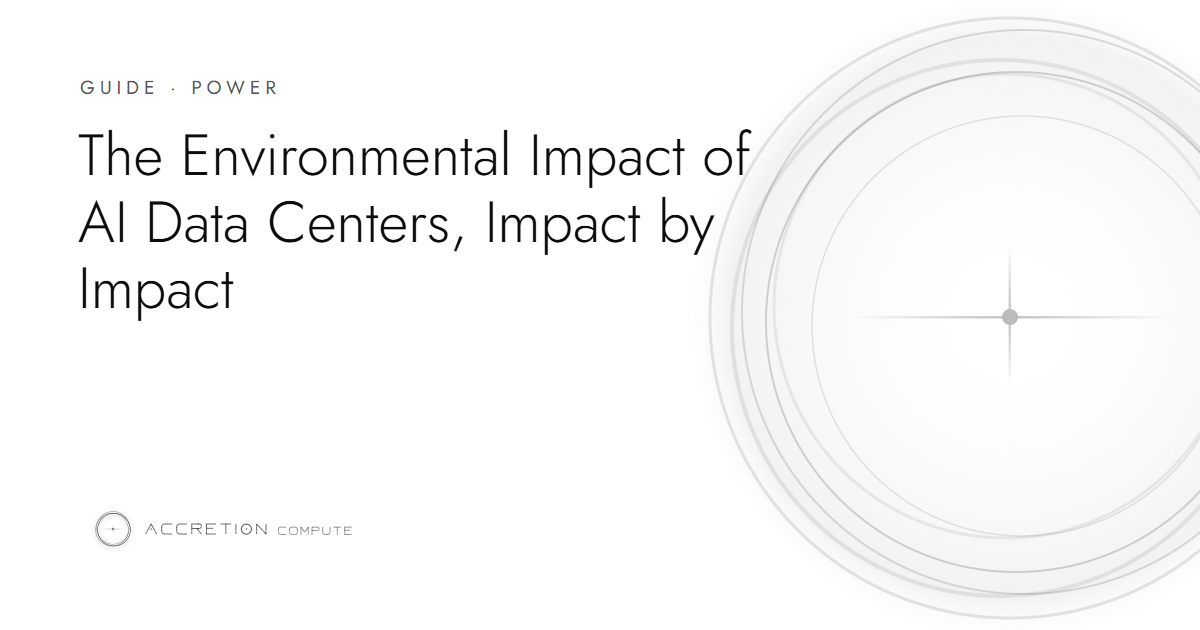 GUIDE · POWER
The Environmental Impact of
AI Data Centers, Impact by
Impact
ACCRETION COMPUTE